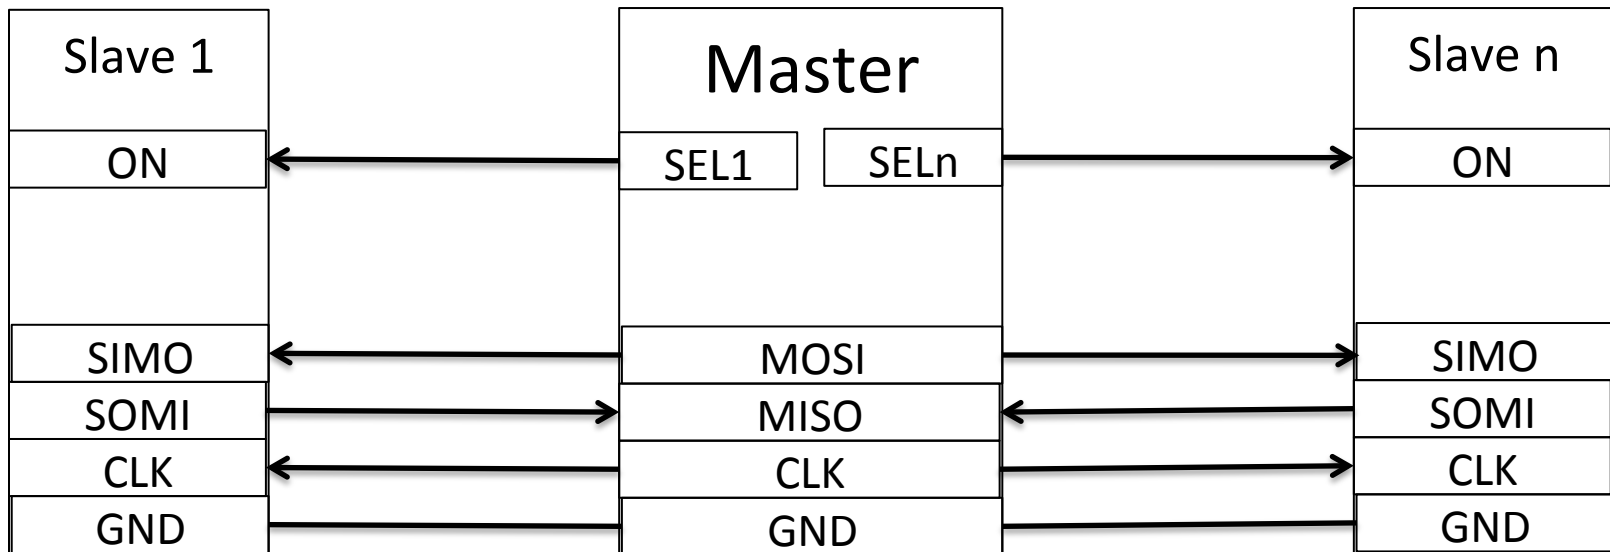 Slave 1
Master
Slave n
ON
SEL1
SELn
ON
SIMO
MOSI
SIMO
SOMI
MISO
SOMI
CLK
CLK
CLK
GND
GND
GND